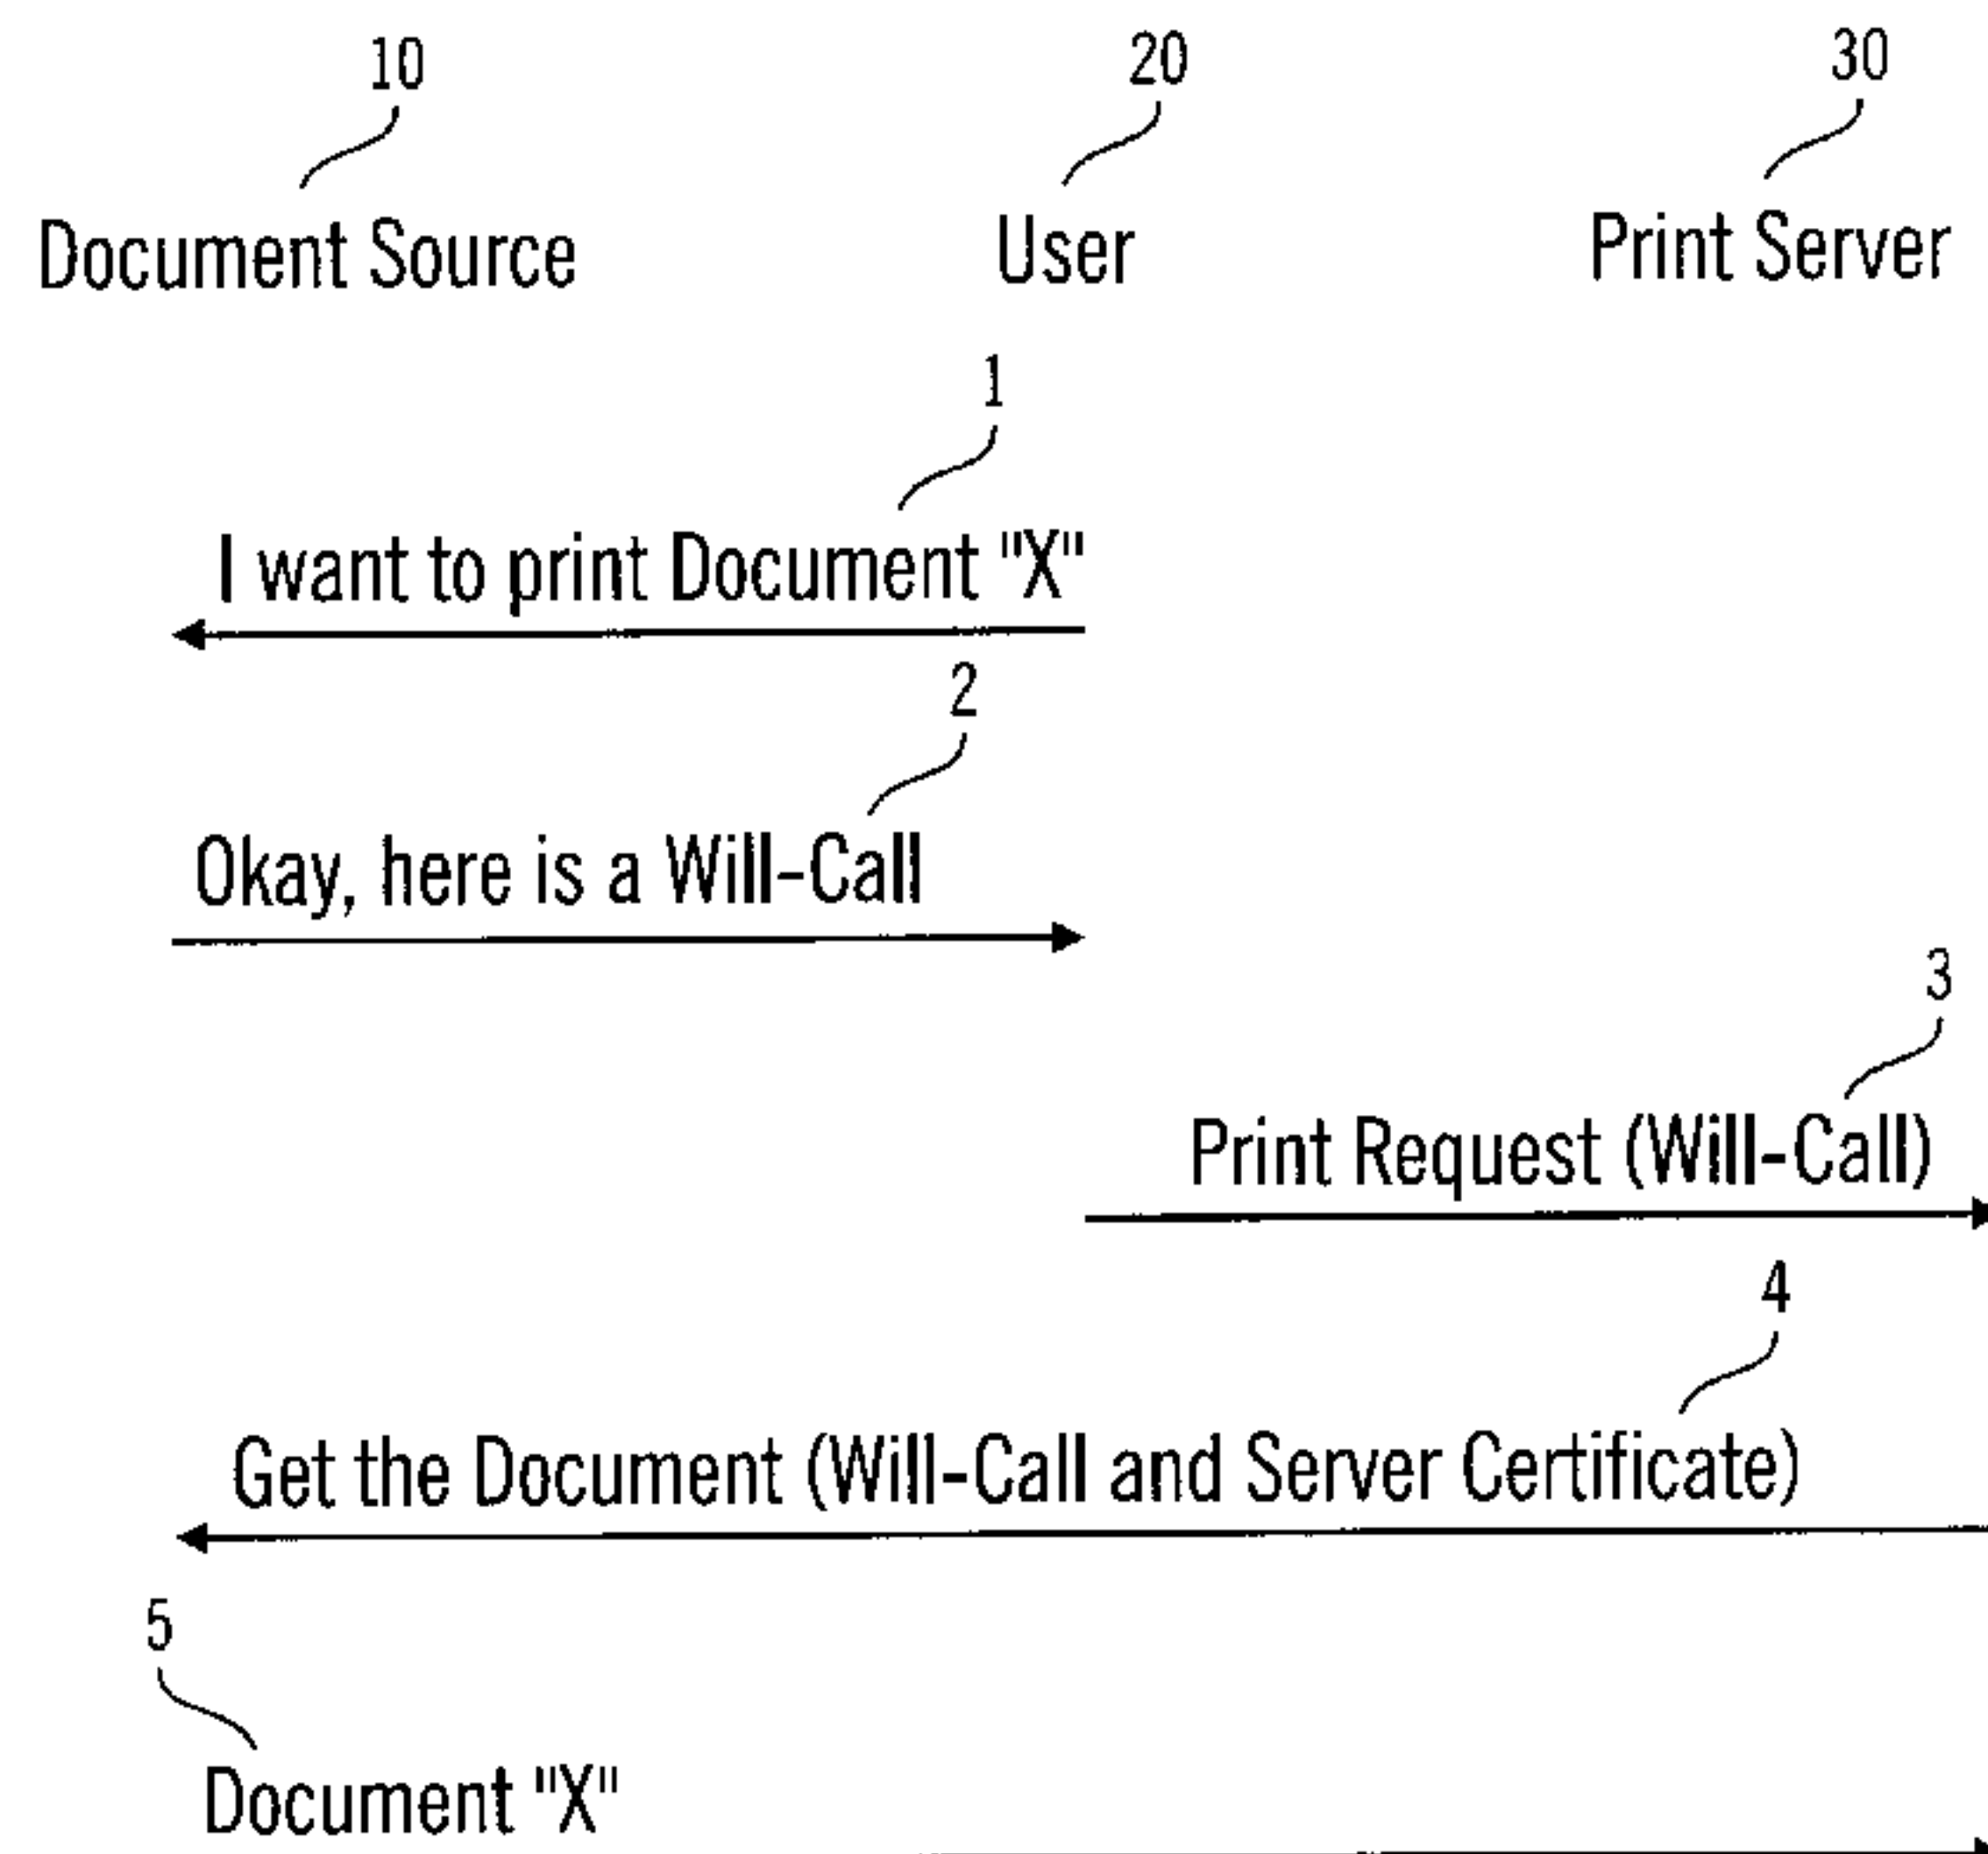 10
20
30
Document Source
User
Print Server
1
I want to print Document "X"
2
Okay, here is a Will-Call
3
Print Request (Will-Call)
4
Get the Document (Will-Call and Server Certificate)
5
Document "X"